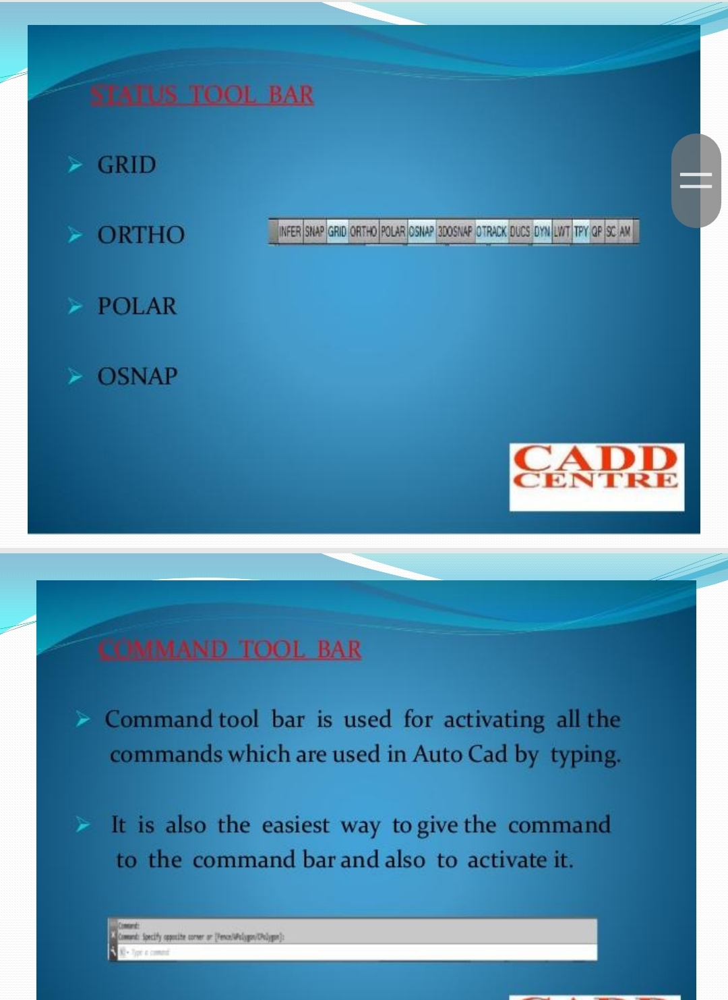 STATUS TOOL BAR
GRID
ORTHO
POLAR
OSNAP
INFER SNAP GRID ORTHO POLAR OSNAP 3DOSNAP OTRACK DUCS DYN LWT TPY QP SC AM
CADD
CENTRE
COMMAND TOOL BAR
Command tool bar is used for activating all the
commands which are used in Auto Cad by typing.
It is also the easiest way to give the command
to the command bar and also to activate it.
Command:
Command: Specify opposite corner or [Fence/WPolygon/CPolygon]:
Type a command
CADD